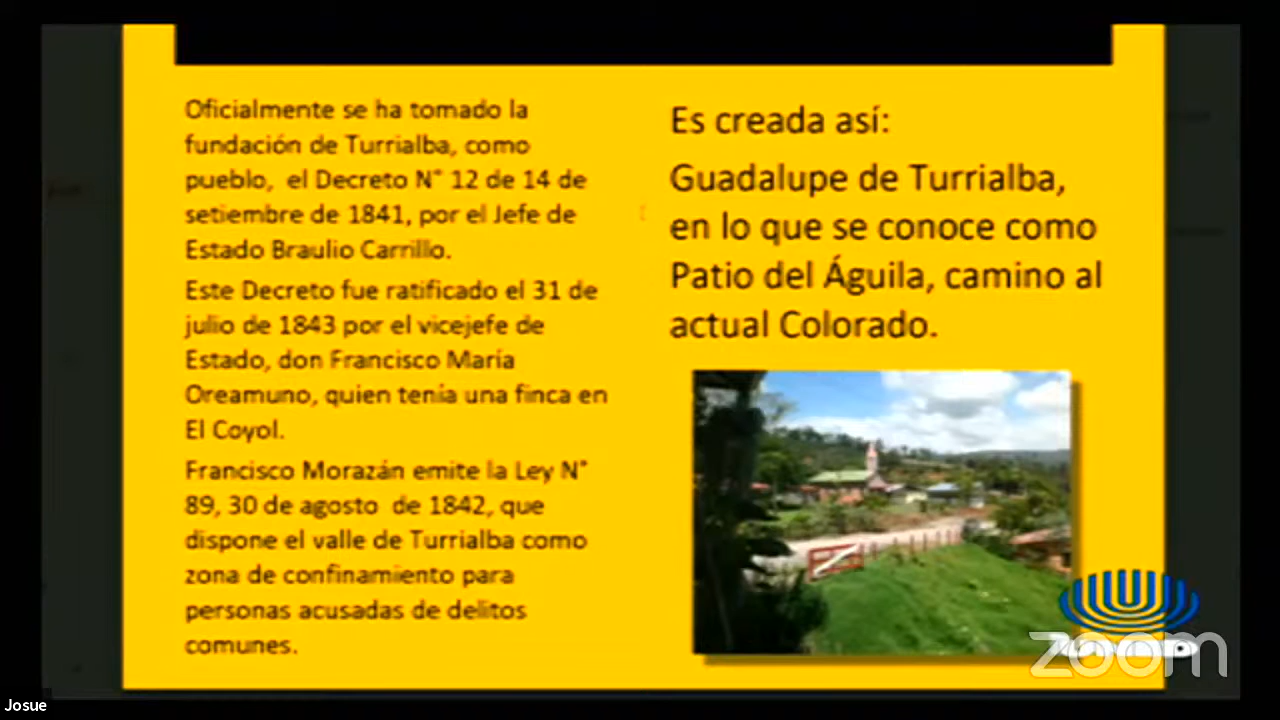 Oficialmente se ha tomado la
fundación de Turrialba, como
pueblo, el Decreto N° 12 de 14 de
setiembre de 1841, por el Jefe de
Estado Braulio Carrillo.
Este Decreto fue ratificado el 31 de
julio de 1843 por el vicejefe de
Estado, don Francisco María
Oreamuno, quien tenía una finca en
El Coyol.
Francisco Morazán emite la Ley N°
89, 30 de agosto de 1842, que
dispone el valle de Turrialba como
zona de confinamiento para
personas acusadas de delitos
comunes.
Es creada así:
Guadalupe de Turrialba,
en lo que se conoce como
Patio del Águila, camino al
actual Colorado.
zoom
Josue